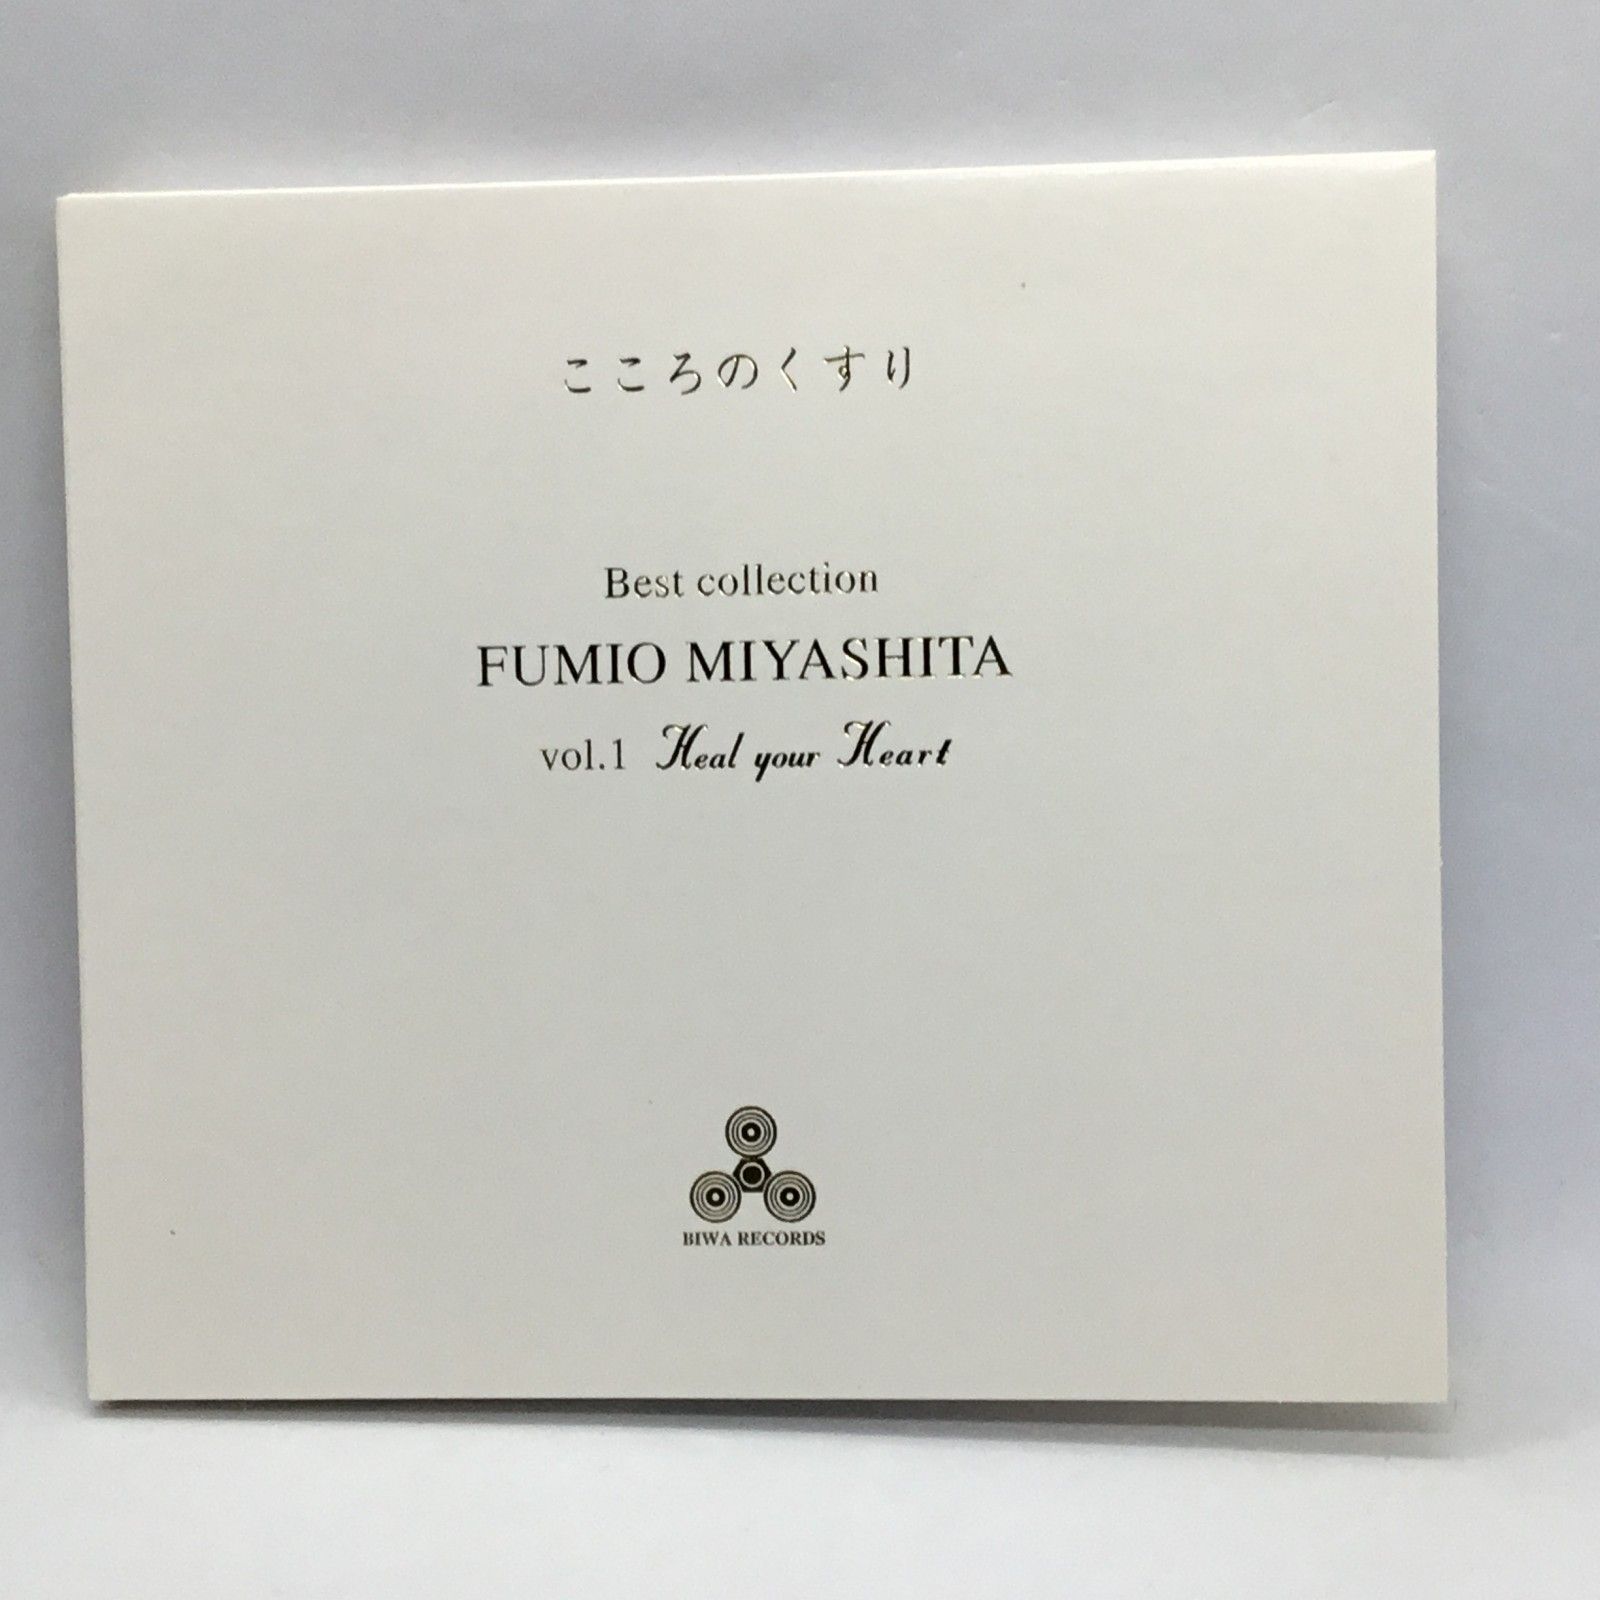 こころのくすり
Best collection
FUMIO MIYASHITA
vol.1 Heal your Heart
BIWA RECORDS